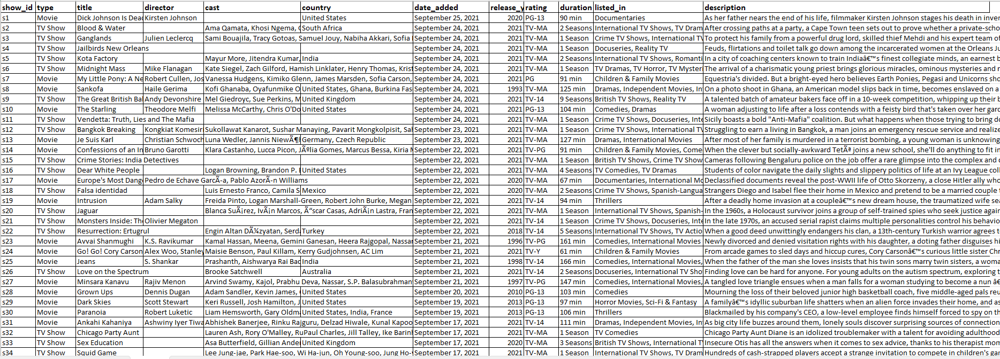 show_id type title director cast country date_added release_y rating duration listed_in description
s1 Movie Dick Johnson Is Dead Kirsten Johnson United States September 25, 2021 2020 PG-13 90 min Documentaries As her father nears the end of his life, filmmaker Kirsten Johnson stages his death in inven
s2 TV Show Blood & Water Ama Qamata, Khosi Ngema, South Africa September 24, 2021 2021 TV-MA 2 Seasons International TV Shows, TV Dram After crossing paths at a party, a Cape Town teen sets out to prove whether a private-scho
s3 TV Show Ganglands Julien Leclercq Sami Bouajila, Tracy Gotoas, Samuel Jouy, Nabiha Akkari, Sofia September 24, 2021 2021 TV-MA 1 Season Crime TV Shows, International T To protect his family from a powerful drug lord, skilled thief Mehdi and his expert team of
s4 TV Show Jailbirds New Orleans September 24, 2021 2021 TV-MA 1 Season Docuseries, Reality TV Feuds, flirtations and toilet talk go down among the incarcerated women at the Orleans Ju
s5 TV Show Kota Factory Mayur More, Jitendra Kumar, India September 24, 2021 2021 TV-MA 2 Seasons International TV Shows, Romanti In a city of coaching centers known to train Indiaâ€™s finest collegiate minds, an earnest b
s6 TV Show Midnight Mass Mike Flanagan Kate Siegel, Zach Gilford, Hamish Linklater, Henry Thomas, Krist September 24, 2021 2021 TV-MA 1 Season TV Dramas, TV Horror, TV Mysteri The arrival of a charismatic young priest brings glorious miracles, ominous mysteries and r
s7 Movie My Little Pony: A Ne Robert Cullen, Jos Vanessa Hudgens, Kimiko Glenn, James Marsden, Sofia Carson, September 24, 2021 2021 PG 91 min Children & Family Movies Equestria's divided. But a bright-eyed hero believes Earth Ponies, Pegasi and Unicorns sho
s8 Movie Sankofa Haile Gerima Kofi Ghanaba, Oyafunmike O United States, Ghana, Burkina Fas September 24, 2021 1993 TV-MA 125 min Dramas, Independent Movies, In On a photo shoot in Ghana, an American model slips back in time, becomes enslaved on a
s9 TV Show The Great British Bal Andy Devonshire Mel Giedroyc, Sue Perkins, M United Kingdom September 24, 2021 2021 TV-14 9 Seasons British TV Shows, Reality TV A talented batch of amateur bakers face off in a 10-week competition, whipping up their b
s10 Movie The Starling Theodore Melfi Melissa McCarthy, Chris O'Do United States September 24, 2021 2021 PG-13 104 min Comedies, Dramas A woman adjusting to life after a loss contends with a feisty bird that's taken over her gard
s11 TV Show Vendetta: Truth, Lies and The Mafia September 24, 2021 2021 TV-MA 1 Season Crime TV Shows, Docuseries, Inte Sicily boasts a bold "Anti-Mafia" coalition. But what happens when those trying to bring do
s12 TV Show Bangkok Breaking Kongkiat Komesiri Sukollawat Kanarot, Sushar Manaying, Pavarit Mongkolpisit, Sah September 23, 2021 2021 TV-MA 1 Season Crime TV Shows, International T Struggling to earn a living in Bangkok, a man joins an emergency rescue service and realize
s13 Movie Je Suis Karl Christian Schwoch Luna Wedler, Jannis NiewÃ¶h Germany, Czech Republic September 23, 2021 2021 TV-MA 127 min Dramas, International Movies After most of her family is murdered in a terrorist bombing, a young woman is unknowing
s14 Movie Confessions of an In Bruno Garotti Klara Castanho, Lucca Picon, JÃºlia Gomes, Marcus Bessa, Kiria M September 22, 2021 2021 TV-PG 91 min Children & Family Movies, Come When the clever but socially-awkward TetÃª joins a new school, she'll do anything to fit in
s15 TV Show Crime Stories: India Detectives September 22, 2021 2021 TV-MA 1 Season British TV Shows, Crime TV Show Cameras following Bengaluru police on the job offer a rare glimpse into the complex and
s16 TV Show Dear White People Logan Browning, Brandon P. United States September 22, 2021 2021 TV-MA 4 Seasons TV Comedies, TV Dramas Students of color navigate the daily slights and slippery politics of life at an Ivy League coll
s17 Movie Europe's Most Dang Pedro de Echave GarcÃ­a, Pablo AzorÃ­n Williams September 22, 2021 2020 TV-MA 67 min Documentaries, International Mo Declassified documents reveal the post-WWII life of Otto Skorzeny, a close Hitler ally who
s18 TV Show Falsa identidad Luis Ernesto Franco, Camila S Mexico September 22, 2021 2020 TV-MA 2 Seasons Crime TV Shows, Spanish-Langua Strangers Diego and Isabel flee their home in Mexico and pretend to be a married couple
s19 Movie Intrusion Adam Salky Freida Pinto, Logan Marshall-Green, Robert John Burke, Megan September 22, 2021 2021 TV-14 94 min Thrillers After a deadly home invasion at a coupleâ€™s new dream house, the traumatized wife sea
s20 TV Show Jaguar Blanca SuÃ¡rez, IvÃ¡n Marcos, Ã“scar Casas, AdriÃ¡n Lastra, Fran September 22, 2021 2021 TV-MA 1 Season International TV Shows, Spanish- In the 1960s, a Holocaust survivor joins a group of self-trained spies who seek justice again
s21 TV Show Monsters Inside: Th Olivier Megaton September 22, 2021 2021 TV-14 1 Season Crime TV Shows, Docuseries, Inte In the late 1970s, an accused serial rapist claims multiple personalities control his behavio
s22 TV Show Resurrection: Ertugrul Engin Altan DÃ¼zyatan, Serda Turkey September 22, 2021 2018 TV-14 5 Seasons International TV Shows, TV Actio When a good deed unwittingly endangers his clan, a 13th-century Turkish warrior agrees t
s23 Movie Avvai Shanmughi K.S. Ravikumar Kamal Hassan, Meena, Gemini Ganesan, Heera Rajgopal, Nassar September 21, 2021 1996 TV-PG 161 min Comedies, International Movies Newly divorced and denied visitation rights with his daughter, a doting father disguises hi
s24 Movie Go! Go! Cory Carson Alex Woo, Stanley Maisie Benson, Paul Killam, Kerry Gudjohnsen, AC Lim September 21, 2021 2021 TV-Y 61 min Children & Family Movies From arcade games to sled days and hiccup cures, Cory Carsonâ€™s curious little sister Chr
s25 Movie Jeans S. Shankar Prashanth, Aishwarya Rai Bac India September 21, 2021 1998 TV-14 166 min Comedies, International Movies, When the father of the man she loves insists that his twin sons marry twin sisters, a woma
s26 TV Show Love on the Spectrum Brooke Satchwell Australia September 21, 2021 2021 TV-14 2 Seasons Docuseries, International TV Sho Finding love can be hard for anyone. For young adults on the autism spectrum, exploring t
s27 Movie Minsara Kanavu Rajiv Menon Arvind Swamy, Kajol, Prabhu Deva, Nassar, S.P. Balasubrahman September 21, 2021 1997 TV-PG 147 min Comedies, International Movies, A tangled love triangle ensues when a man falls for a woman studying to become a nun â€
s28 Movie Grown Ups Dennis Dugan Adam Sandler, Kevin James, United States September 20, 2021 2010 PG-13 103 min Comedies Mourning the loss of their beloved junior high basketball coach, five middle-aged pals reu
s29 Movie Dark Skies Scott Stewart Keri Russell, Josh Hamilton, J United States September 19, 2021 2013 PG-13 97 min Horror Movies, Sci-Fi & Fantasy A familyâ€™s idyllic suburban life shatters when an alien force invades their home, and as
s30 Movie Paranoia Robert Luketic Liam Hemsworth, Gary Oldma United States, India, France September 19, 2021 2013 PG-13 106 min Thrillers Blackmailed by his company's CEO, a low-level employee finds himself forced to spy on the
s31 Movie Ankahi Kahaniya Ashwiny Iyer Tiwa Abhishek Banerjee, Rinku Rajguru, Delzad Hiwale, Kunal Kapoo September 17, 2021 2021 TV-14 111 min Dramas, Independent Movies, In As big city life buzzes around them, lonely souls discover surprising sources of connection
s32 TV Show Chicago Party Aunt Lauren Ash, Rory O'Malley, RuPaul Charles, Jill Talley, Ike Barinh September 17, 2021 2021 TV-MA 1 Season TV Comedies Chicago Party Aunt Diane is an idolized troublemaker with a talent for avoiding adulthood
s33 TV Show Sex Education Asa Butterfield, Gillian Ander United Kingdom September 17, 2021 2020 TV-MA 3 Seasons British TV Shows, International T Insecure Otis has all the answers when it comes to sex advice, thanks to his therapist mom
s34 TV Show Squid Game Lee Jung-jae, Park Hae-soo, Wi Ha-jun, Oh Young-soo, Jung Ho- September 17, 2021 2021 TV-MA 1 Season International TV Shows, TV Dram Hundreds of cash-strapped players accept a strange invitation to compete in children's gam